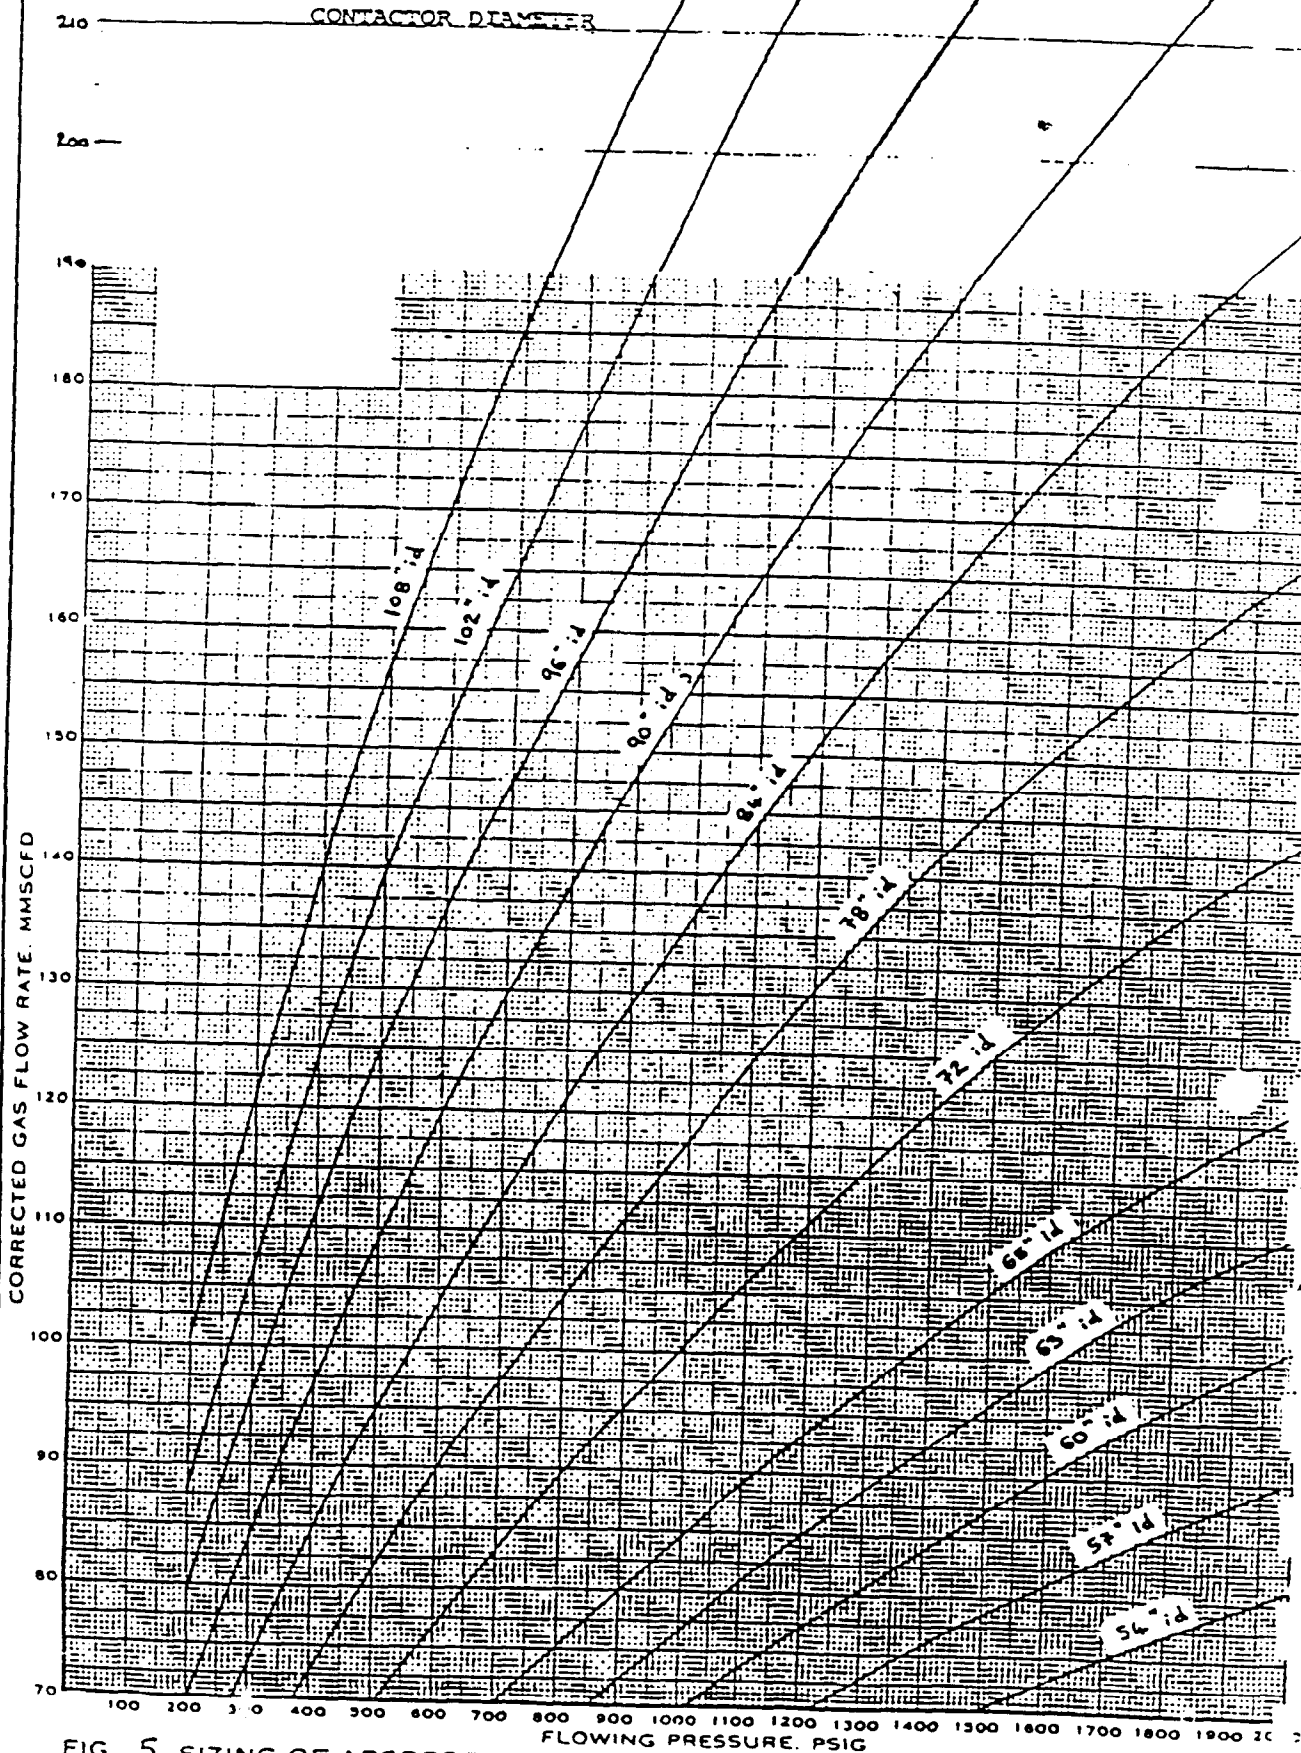 CONTACTOR DIAMETER
210
200
190
180
170
160
150
140
130
120
110
100
90
80
70
CORRECTED GAS FLOW RATE. MMSCFD
108" id
102" id
96" id
90" id
84" id
78" id
72 id
66" id
63" id
60" id
57" id
54" id
100 200 300 400 500 600 700 800 900 1000 1100 1200 1300 1400 1500 1600 1700 1800 1900
FLOWING PRESSURE. PSIG
FIG. 5 SIZING OF